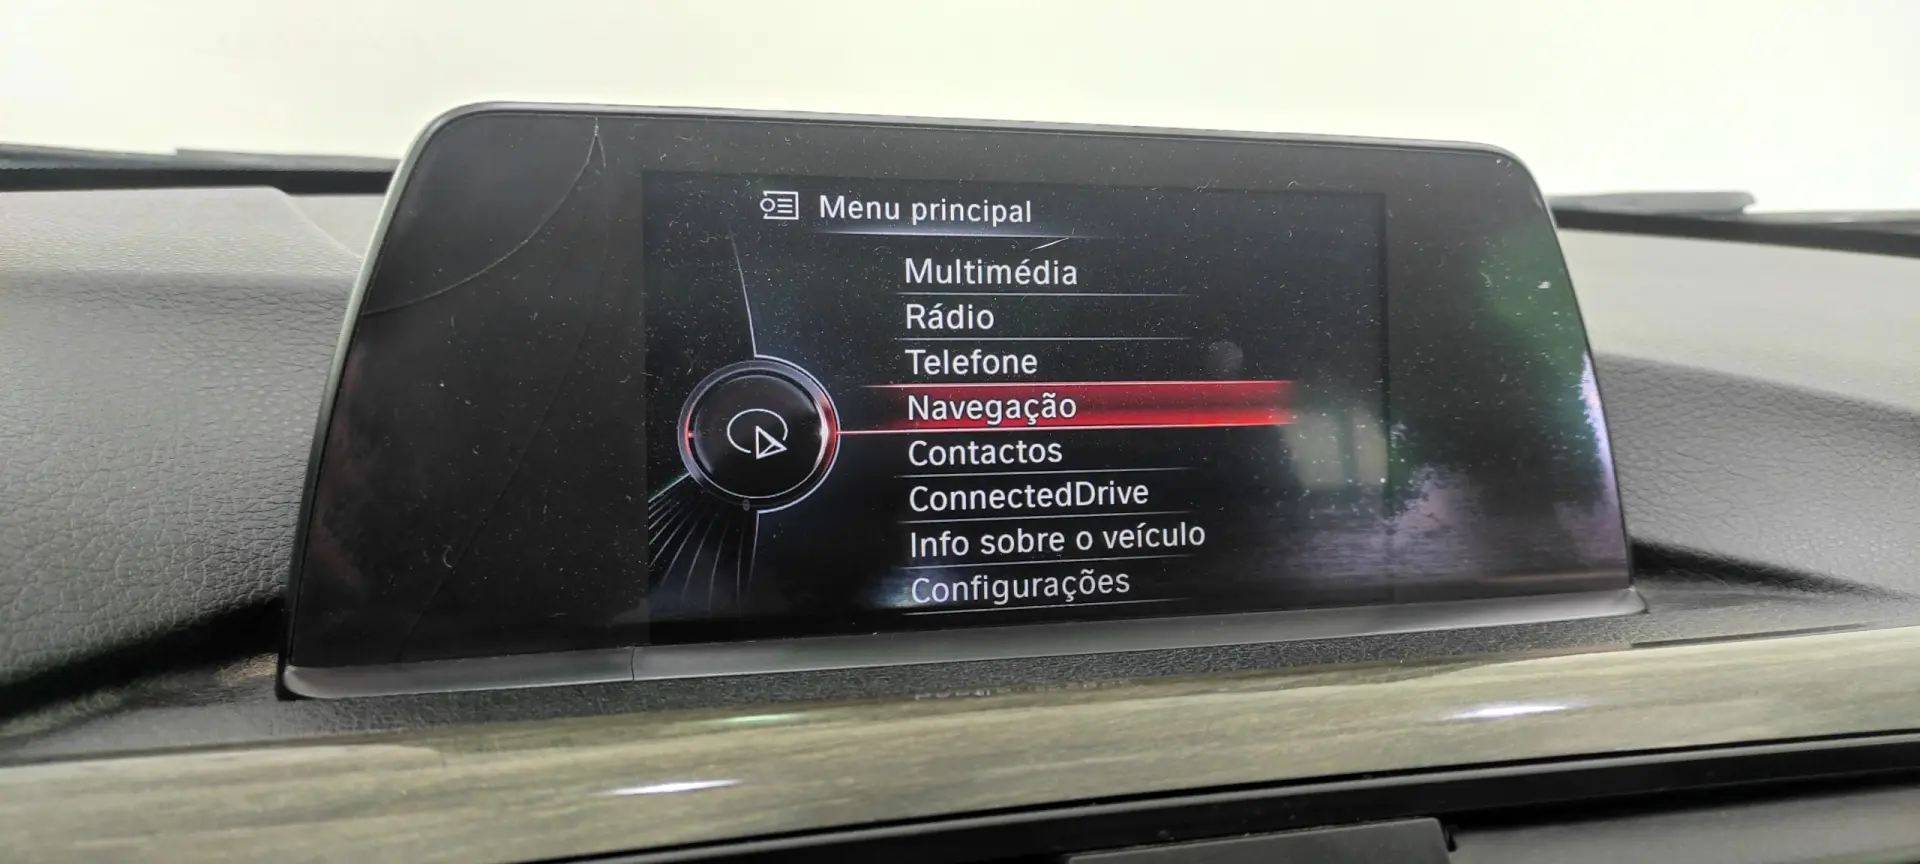 Menu principal
Multimédia
Rádio
Telefone
Navegação
Contactos
ConnectedDrive
Info sobre o veículo
Configurações